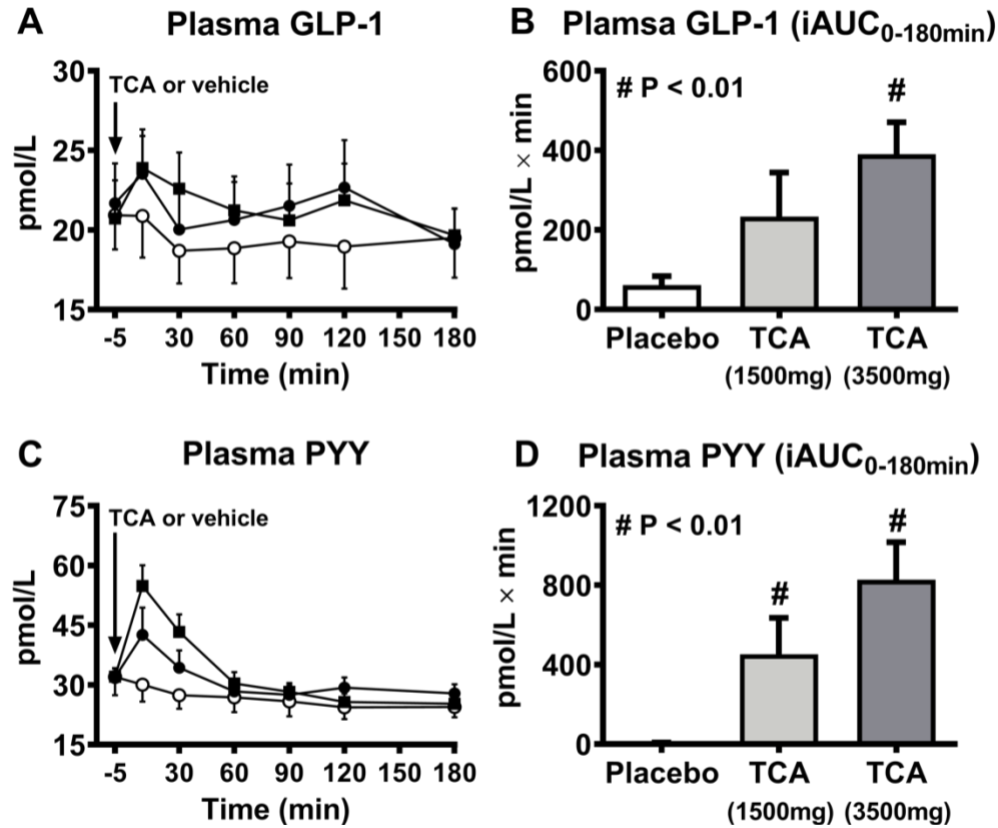 A Plasma GLP-1
30
TCA or vehicle
25
20
15
pmol/L
-5 30 60 90 120 150 180
Time (min)
B Plamsa GLP-1 (iAUC0-180min)
600
# P < 0.01
#
400
200
0
pmol/L × min
Placebo TCA TCA
(1500mg) (3500mg)
C Plasma PYY
75
TCA or vehicle
60
45
30
15
pmol/L
-5 30 60 90 120 150 180
Time (min)
D Plasma PYY (iAUC0-180min)
1200
# P < 0.01
#
800
#
400
0
pmol/L × min
Placebo TCA TCA
(1500mg) (3500mg)